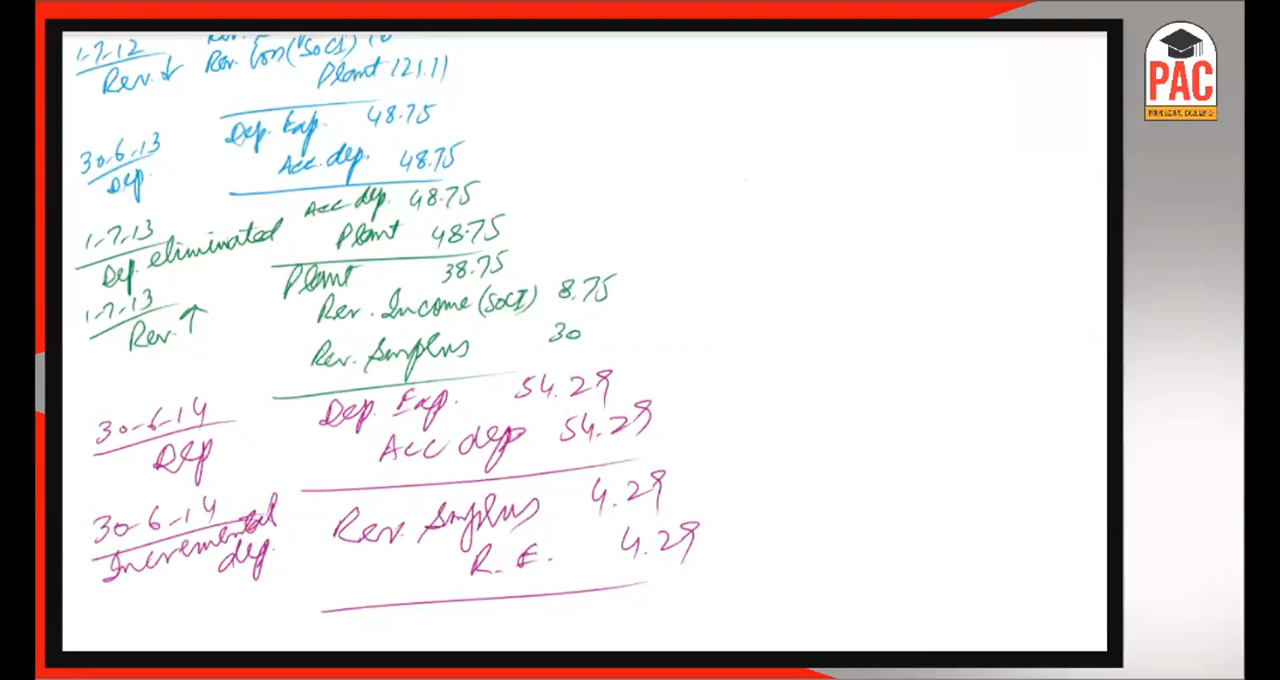 1-7-12
Rev.↓ Rev. Loss (SOCI) 10
Plant 121.11
30-6-13 Dep. Exp. 48.75
Dep. Acc. dep. 48.75
1-7-13 Acc dep. 48.75
Dep. eliminated Plant 48.75
1-7-13 Plant 38.75
Rev.↑ Rev. Income (SOCI) 8.75
Rev. Surplus 30
30-6-14 Dep. Exp. 54.29
Dep Acc dep 54.29
30-6-14 Rev. Surplus 4.29
Incremental dep. R.E. 4.29
PAC